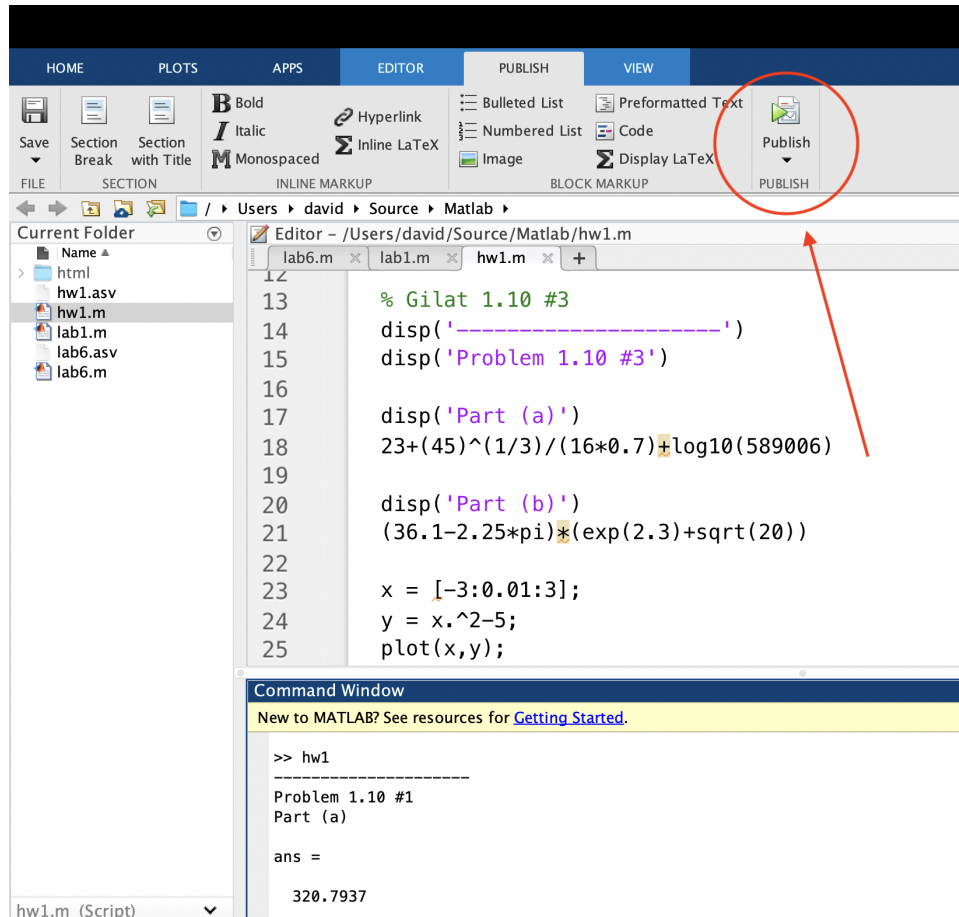 HOME PLOTS APPS EDITOR PUBLISH VIEW
Bold Hyperlink Bulleted List Preformatted Text
Italic Inline LaTeX Numbered List Code
Monospaced Image Display LaTeX
Save Section Break Section with Title Publish
FILE SECTION INLINE MARKUP BLOCK MARKUP PUBLISH
/ ▸ Users ▸ david ▸ Source ▸ Matlab ▸
Current Folder
Name ▲
html
hw1.asv
hw1.m
lab1.m
lab6.asv
lab6.m
hw1.m (Script)
Editor – /Users/david/Source/Matlab/hw1.m
lab6.m × lab1.m × hw1.m × +
12
13 % Gilat 1.10 #3
14 disp('---------------------')
15 disp('Problem 1.10 #3')
16
17 disp('Part (a)')
18 23+(45)^(1/3)/(16*0.7)+log10(589006)
19
20 disp('Part (b)')
21 (36.1-2.25*pi)*(exp(2.3)+sqrt(20))
22
23 x = [-3:0.01:3];
24 y = x.^2-5;
25 plot(x,y);
Command Window
New to MATLAB? See resources for Getting Started.
>> hw1
---------------------
Problem 1.10 #1
Part (a)
ans =
320.7937